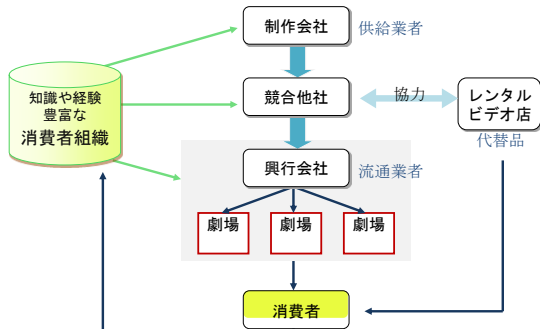 制作会社
供給業者
知識や経験
豊富な
消費者組織
競合他社
協力
レンタル
ビデオ店
代替品
興行会社
流通業者
劇場
劇場
劇場
消費者